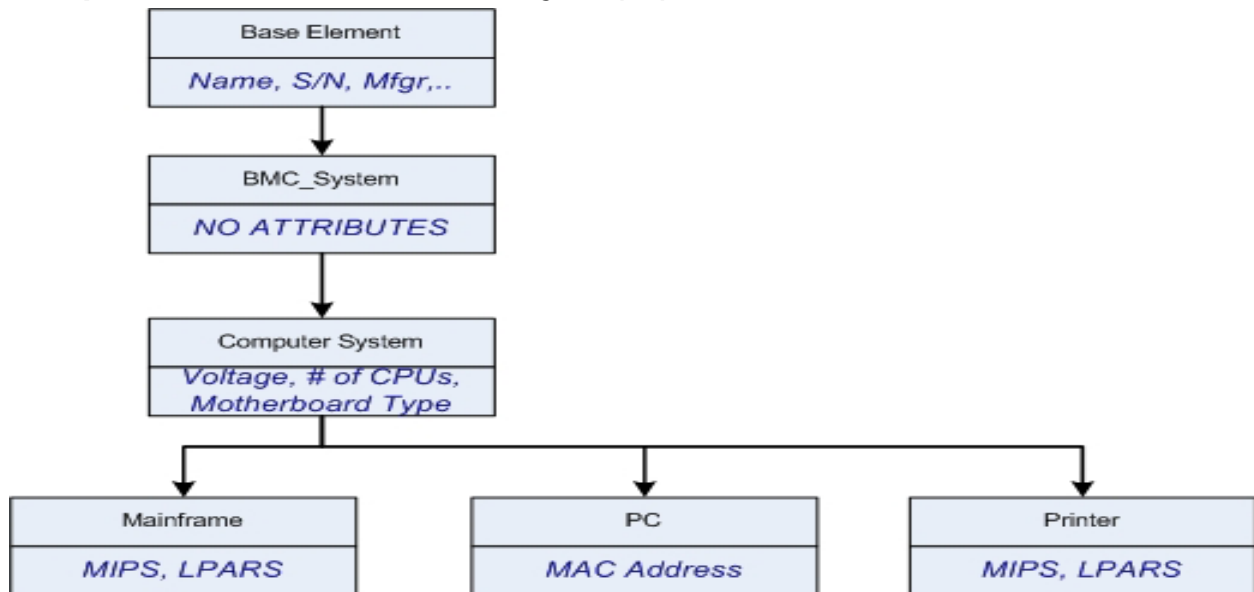 Base Element
Name, S/N, Mfgr,..
BMC_System
NO ATTRIBUTES
Computer System
Voltage, # of CPUs,
Motherboard Type
Mainframe
MIPS, LPARS
PC
MAC Address
Printer
MIPS, LPARS